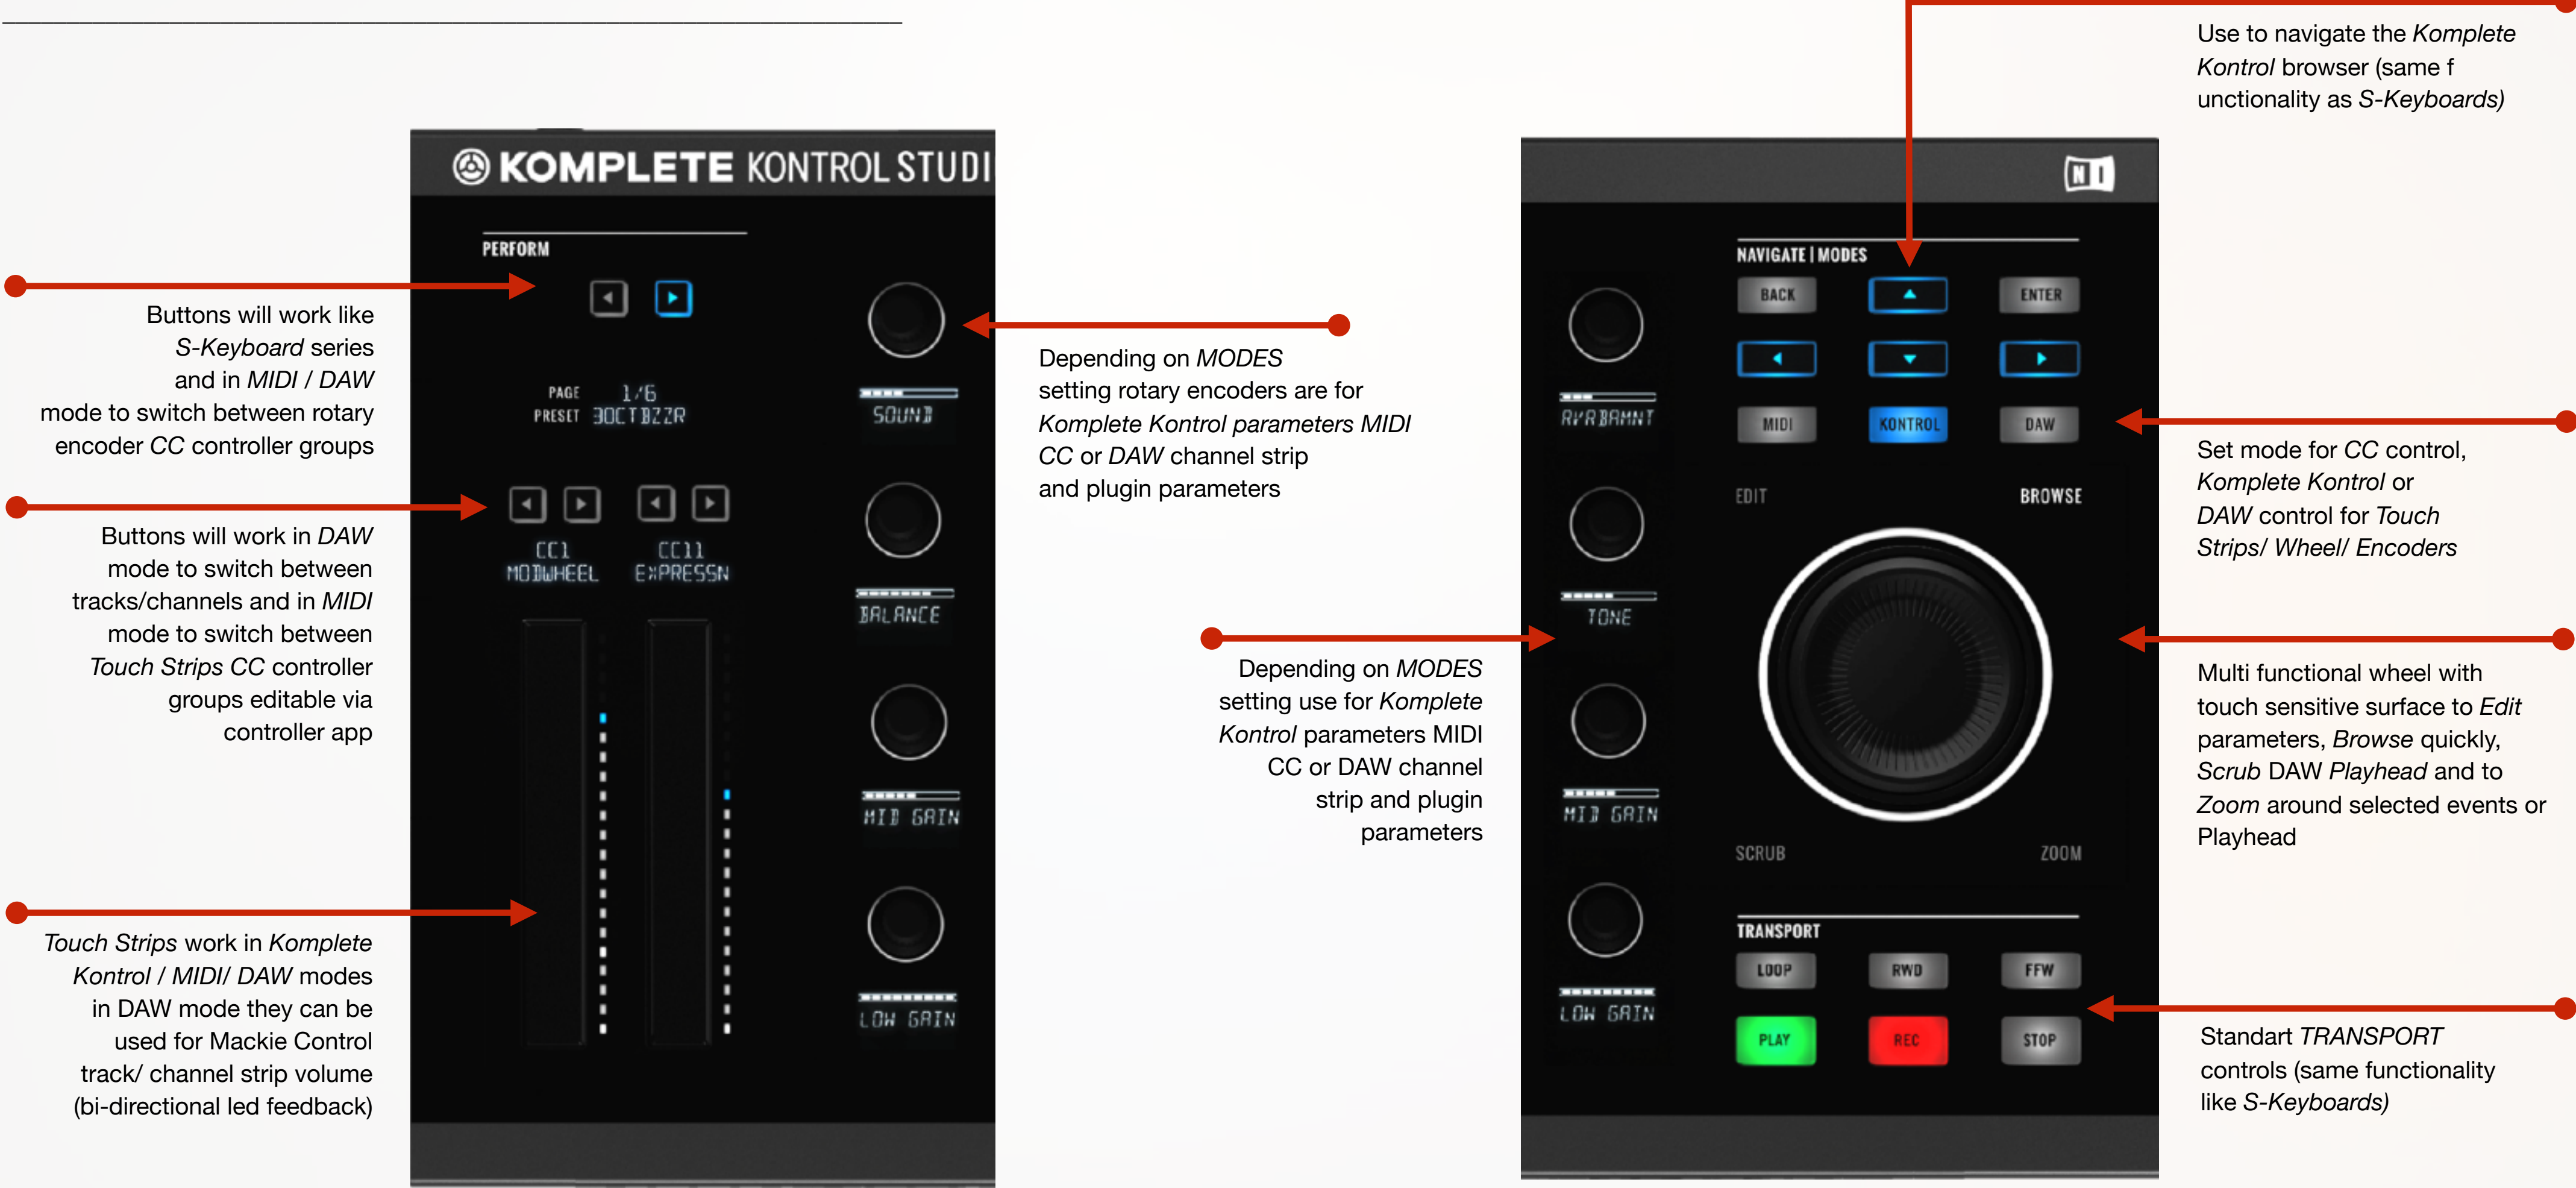 KOMPLETE KONTROL STUDI
PERFORM
PAGE 1/6
PRESET 3OCTBZZR
CC1
MODWHEEL
CC11
EXPRESSN
SOUND
BALANCE
MID GAIN
LOW GAIN
Buttons will work like
S-Keyboard series
and in MIDI / DAW
mode to switch between rotary
encoder CC controller groups
Buttons will work in DAW
mode to switch between
tracks/channels and in MIDI
mode to switch between
Touch Strips CC controller
groups editable via
controller app
Touch Strips work in Komplete
Kontrol / MIDI/ DAW modes
in DAW mode they can be
used for Mackie Control
track/ channel strip volume
(bi-directional led feedback)
Depending on MODES
setting rotary encoders are for
Komplete Kontrol parameters MIDI
CC or DAW channel strip
and plugin parameters
Depending on MODES
setting use for Komplete
Kontrol parameters MIDI
CC or DAW channel
strip and plugin
parameters
NI
NAVIGATE | MODES
BACK
ENTER
MIDI
KONTROL
DAW
EDIT
BROWSE
SCRUB
ZOOM
TRANSPORT
LOOP
RWD
FFW
PLAY
REC
STOP
RVRBAMNT
TONE
MID GAIN
LOW GAIN
Use to navigate the Komplete
Kontrol browser (same f
unctionality as S-Keyboards)
Set mode for CC control,
Komplete Kontrol or
DAW control for Touch
Strips/ Wheel/ Encoders
Multi functional wheel with
touch sensitive surface to Edit
parameters, Browse quickly,
Scrub DAW Playhead and to
Zoom around selected events or
Playhead
Standart TRANSPORT
controls (same functionality
like S-Keyboards)